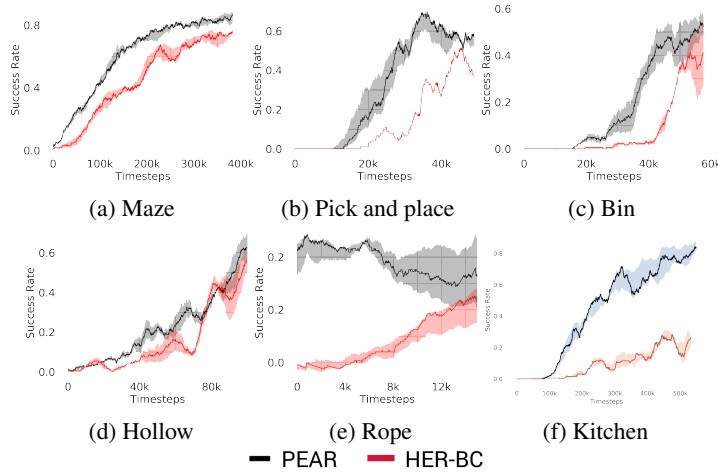 Success Rate
0.8
0.4
0.0
0 100k 200k 300k 400k
Timesteps
(a) Maze
Success Rate
0.6
0.4
0.2
0.0
0 20k 40k
Timesteps
(b) Pick and place
Success Rate
0.6
0.4
0.2
0.0
0 20k 40k 60k
Timesteps
(c) Bin
Success Rate
0.6
0.4
0.2
0.0
0 40k 80k
Timesteps
(d) Hollow
Success Rate
0.2
0.2
0.0
0 4k 8k 12k
Timesteps
(e) Rope
Success Rate
0.8
0.6
0.4
0.2
0.0
0 100k 200k 300k 400k 500k
Timesteps
(f) Kitchen
PEAR HER-BC